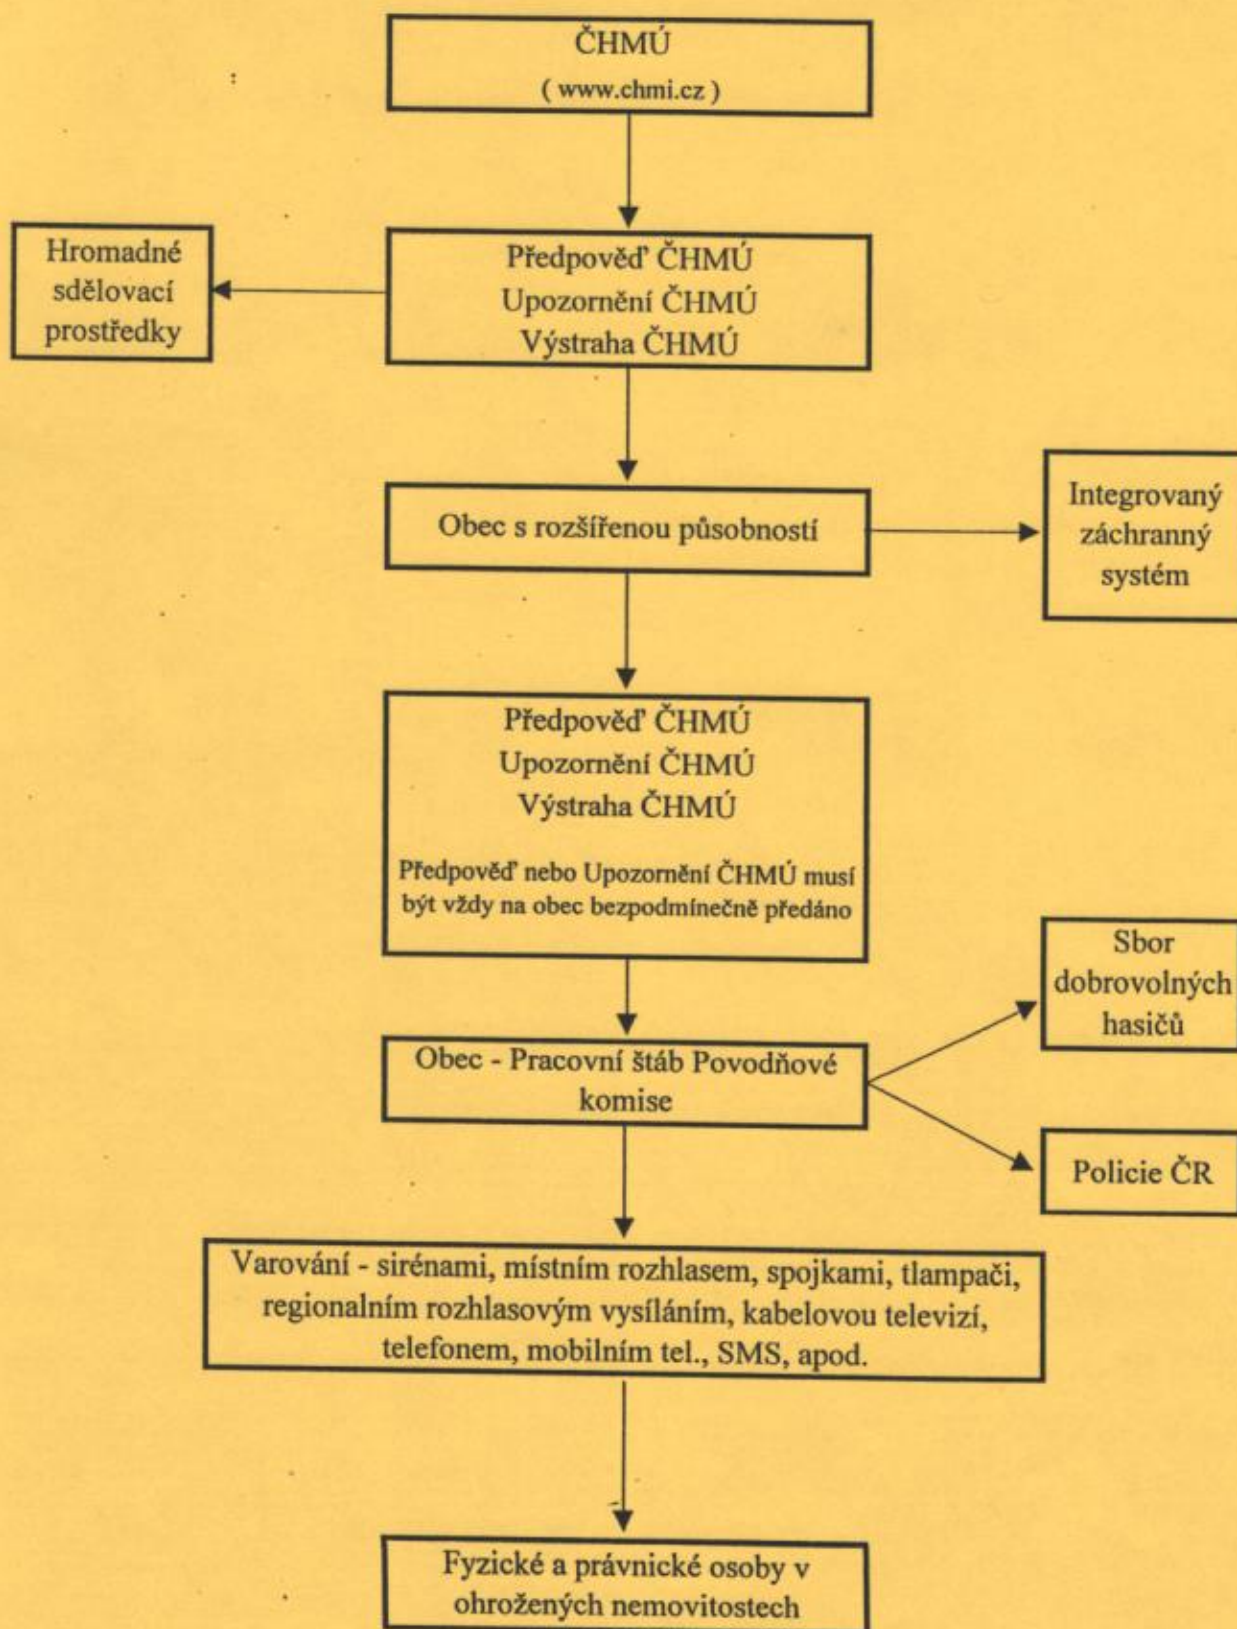 ČHMÚ
( www.chmi.cz )
Hromadné
sdělovací
prostředky
Předpověď ČHMÚ
Upozornění ČHMÚ
Výstraha ČHMÚ
Obec s rozšířenou působností
Integrovaný
záchranný
systém
Předpověď ČHMÚ
Upozornění ČHMÚ
Výstraha ČHMÚ
Předpověď nebo Upozornění ČHMÚ musí
být vždy na obec bezpodmínečně předáno
Sbor
dobrovolných
hasičů
Obec - Pracovní štáb Povodňové
komise
Policie ČR
Varování - sirénami, místním rozhlasem, spojkami, tlampači,
regionalním rozhlasovým vysíláním, kabelovou televizí,
telefonem, mobilním tel., SMS, apod.
Fyzické a právnické osoby v
ohrožených nemovitostech